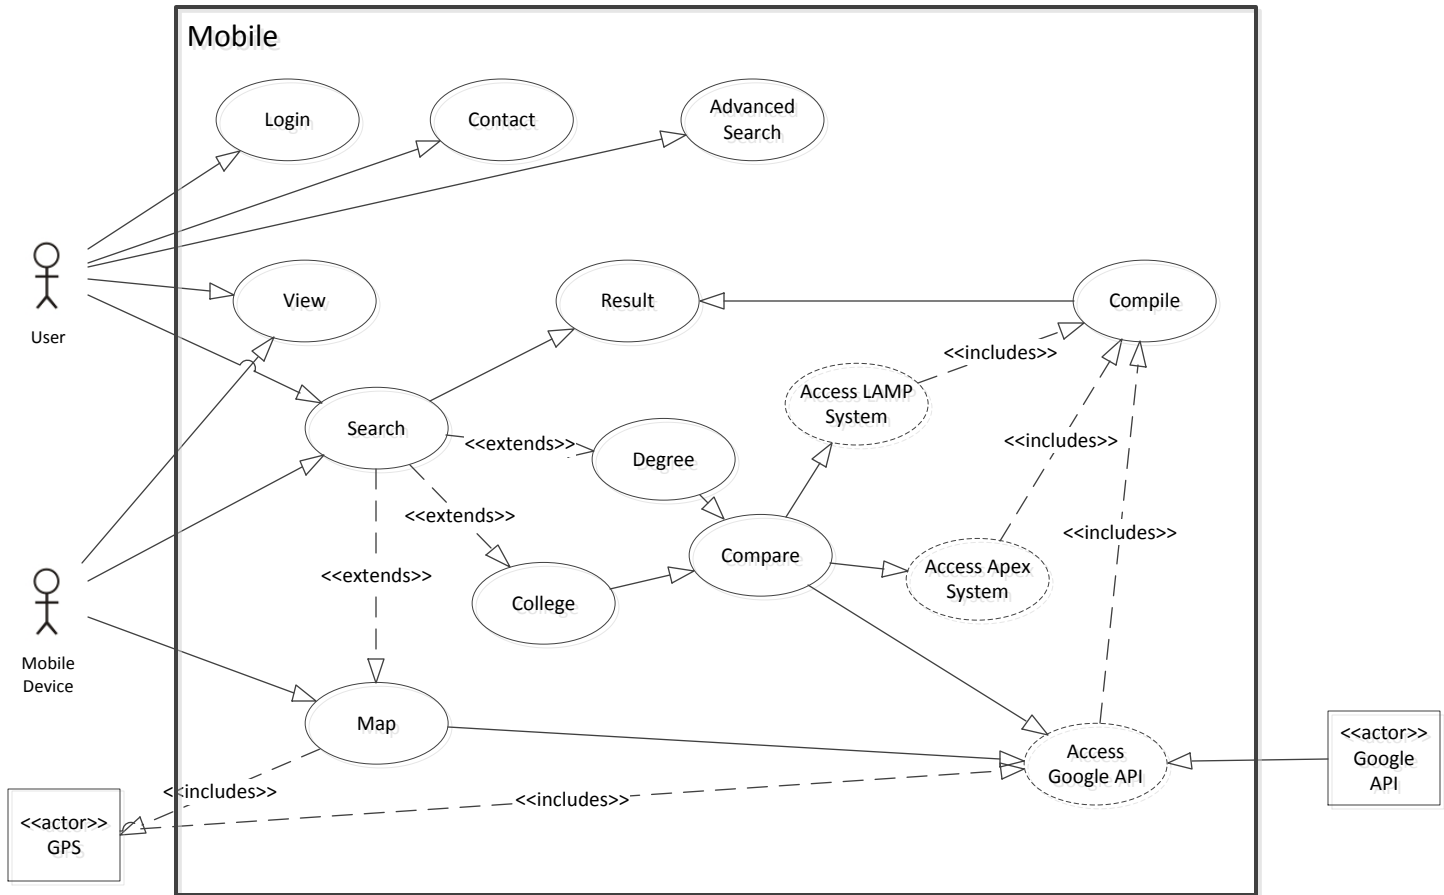 Mobile
Login
Contact
Advanced
Search
User
View
Result
Compile
<<includes>>
Access LAMP
System
Search
<<extends>>
Degree
<<includes>>
<<extends>>
Compare
<<includes>>
Access Apex
System
<<extends>>
College
Mobile
Device
Map
Access
Google API
<<actor>>
Google
API
<<includes>>
<<includes>>
<<actor>>
GPS